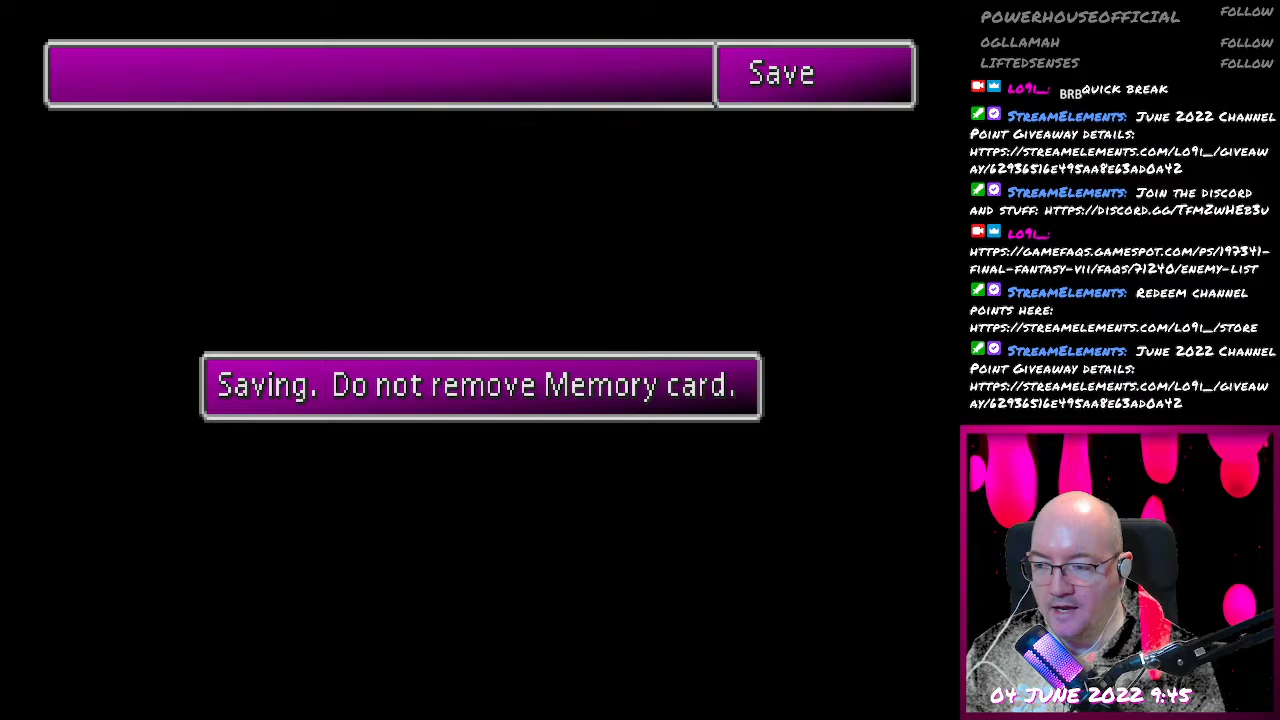 Save
Saving. Do not remove Memory card.
POWERHOUSEOFFICIAL FOLLOW
OGLLAMAH FOLLOW
LIFTEDSENSES FOLLOW
LO9I_: BRB QUICK BREAK
STREAMELEMENTS: JUNE 2022 CHANNEL
POINT GIVEAWAY DETAILS:
HTTPS://STREAMELEMENTS.COM/LO9I_/GIVEAW
AY/62936516E495AA8E63AD0A42
STREAMELEMENTS: JOIN THE DISCORD
AND STUFF: HTTPS://DISCORD.GG/TFMZWHE83U
LO9I_:
HTTPS://GAMEFAQS.GAMESPOT.COM/PS/197341-
FINAL-FANTASY-VII/FAQS/71240/ENEMY-LIST
STREAMELEMENTS: REDEEM CHANNEL
POINTS HERE:
HTTPS://STREAMELEMENTS.COM/LO9I_/STORE
STREAMELEMENTS: JUNE 2022 CHANNEL
POINT GIVEAWAY DETAILS:
HTTPS://STREAMELEMENTS.COM/LO9I_/GIVEAW
AY/62936516E495AA8E63AD0A42
04 JUNE 2022 9:45